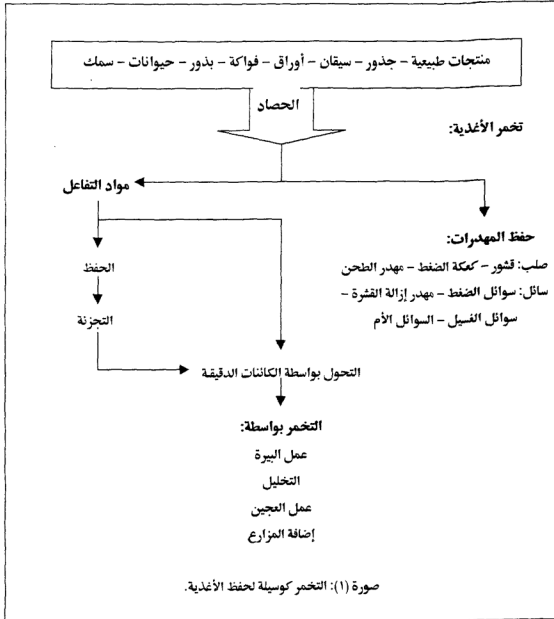 منتجات طبيعية – جذور – سيقان – أوراق – فواكة – بذور – حيوانات – سمك
الحصاد
تخمر الأغذية:
مواد التفاعل
حفظ المهدرات:
صلب: قشور – كعكة الضغط – مهدر الطحن
سائل: سوائل الضغط – مهدر إزالة القشرة –
سوائل الغسيل – السوائل الأم
الحفظ
التجزئة
التحول بواسطة الكائنات الدقيقة
التخمر بواسطة:
عمل البيرة
التخليل
عمل العجين
إضافة المزارع
صورة (١): التخمر كوسيلة لحفظ الأغذية.